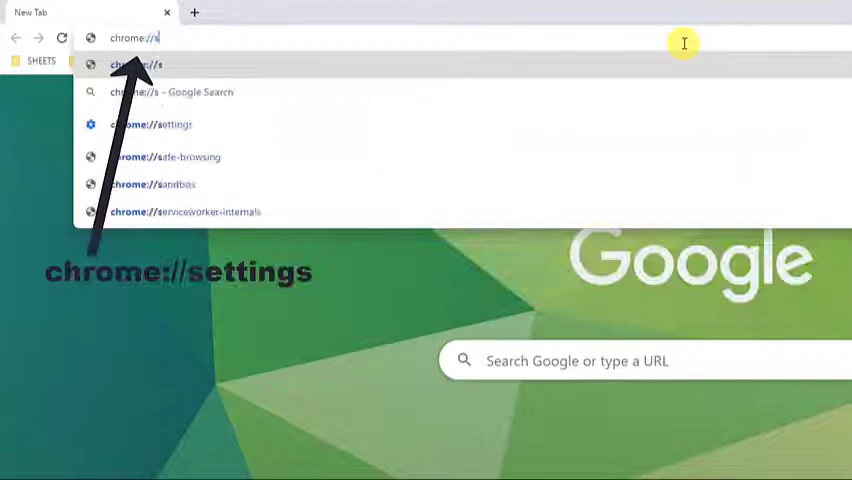 New Tab
chrome://s
SHEETS
chrome://s
chrome://s - Google Search
chrome://settings
chrome://safe-browsing
chrome://sandbox
chrome://serviceworker-internals
chrome://settings
Google
Search Google or type a URL